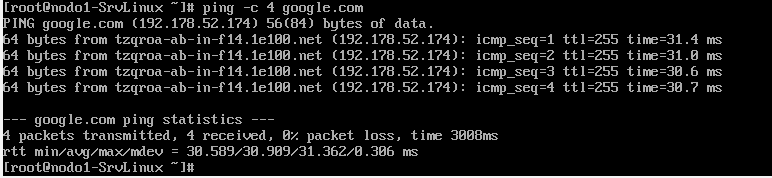 [root@nodo1-SrvLinux ~]# ping -c 4 google.com
PING google.com (192.178.52.174) 56(84) bytes of data.
64 bytes from tzqroa-ab-in-f14.1e100.net (192.178.52.174): icmp_seq=1 ttl=255 time=31.4 ms
64 bytes from tzqroa-ab-in-f14.1e100.net (192.178.52.174): icmp_seq=2 ttl=255 time=31.0 ms
64 bytes from tzqroa-ab-in-f14.1e100.net (192.178.52.174): icmp_seq=3 ttl=255 time=30.6 ms
64 bytes from tzqroa-ab-in-f14.1e100.net (192.178.52.174): icmp_seq=4 ttl=255 time=30.7 ms

--- google.com ping statistics ---
4 packets transmitted, 4 received, 0% packet loss, time 3008ms
rtt min/avg/max/mdev = 30.589/30.909/31.362/0.306 ms
[root@nodo1-SrvLinux ~]#